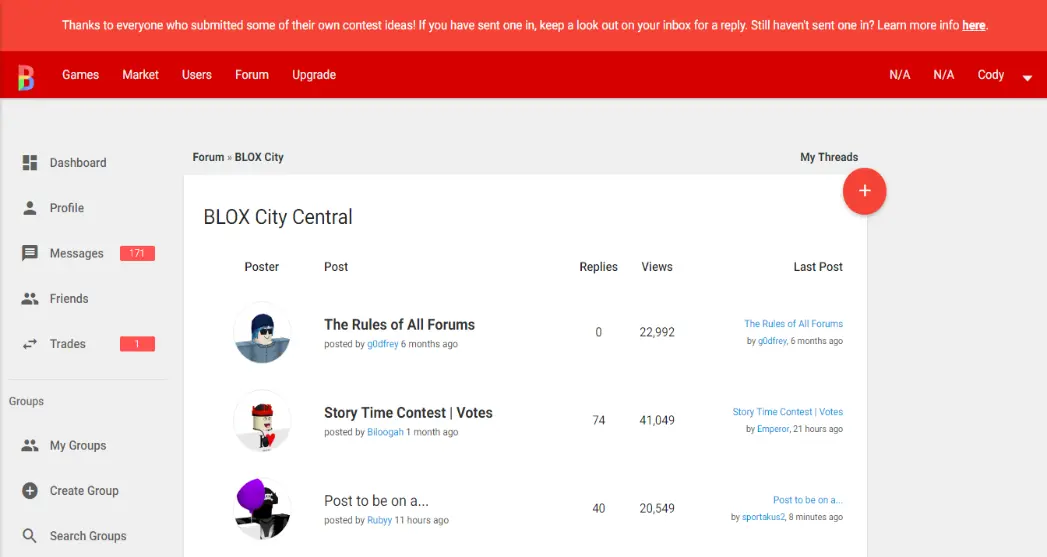 Thanks to everyone who submitted some of their own contest ideas! If you have sent one in, keep a look out on your inbox for a reply. Still haven't sent one in? Learn more info here.
B Games Market Users Forum Upgrade N/A N/A Cody
Dashboard
Profile
Messages 171
Friends
Trades 1
Groups
My Groups
Create Group
Search Groups
Forum » BLOX City My Threads
+
BLOX City Central
Poster Post Replies Views Last Post
The Rules of All Forums
posted by g0dfrey 6 months ago
0 22,992
The Rules of All Forums
by g0dfrey, 6 months ago
Story Time Contest | Votes
posted by Biloogah 1 month ago
74 41,049
Story Time Contest | Votes
by Emperor, 21 hours ago
Post to be on a...
posted by Rubyy 11 hours ago
40 20,549
Post to be on a...
by sportakus2, 8 minutes ago